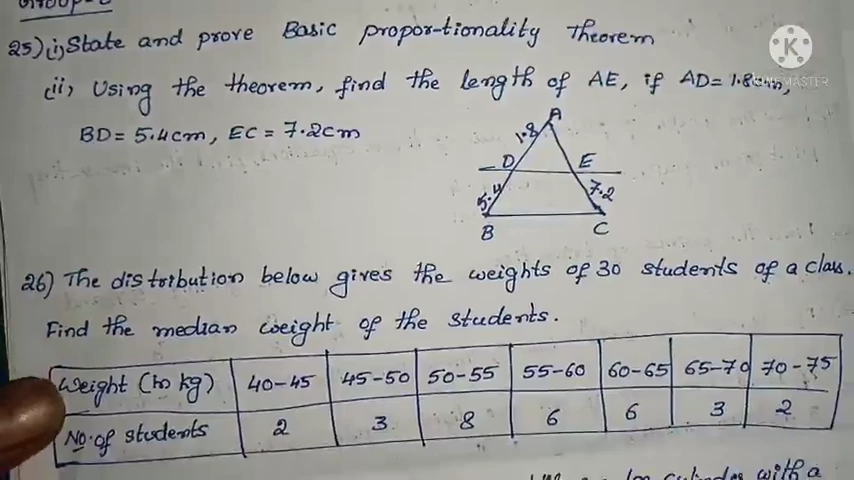 25) (i) State and prove Basic propor-tionality Theorem
(ii) Using the theorem, find the length of AE, if AD = 1.8cm,
BD = 5.4cm, EC = 7.2cm
A
1.8
D E
5.4 7.2
B C
26) The distribution below gives the weights of 30 students of a class.
Find the median weight of the students.
Weight (in kg) 40-45 45-50 50-55 55-60 60-65 65-70 70-75
No. of students 2 3 8 6 6 3 2
cylinder with a